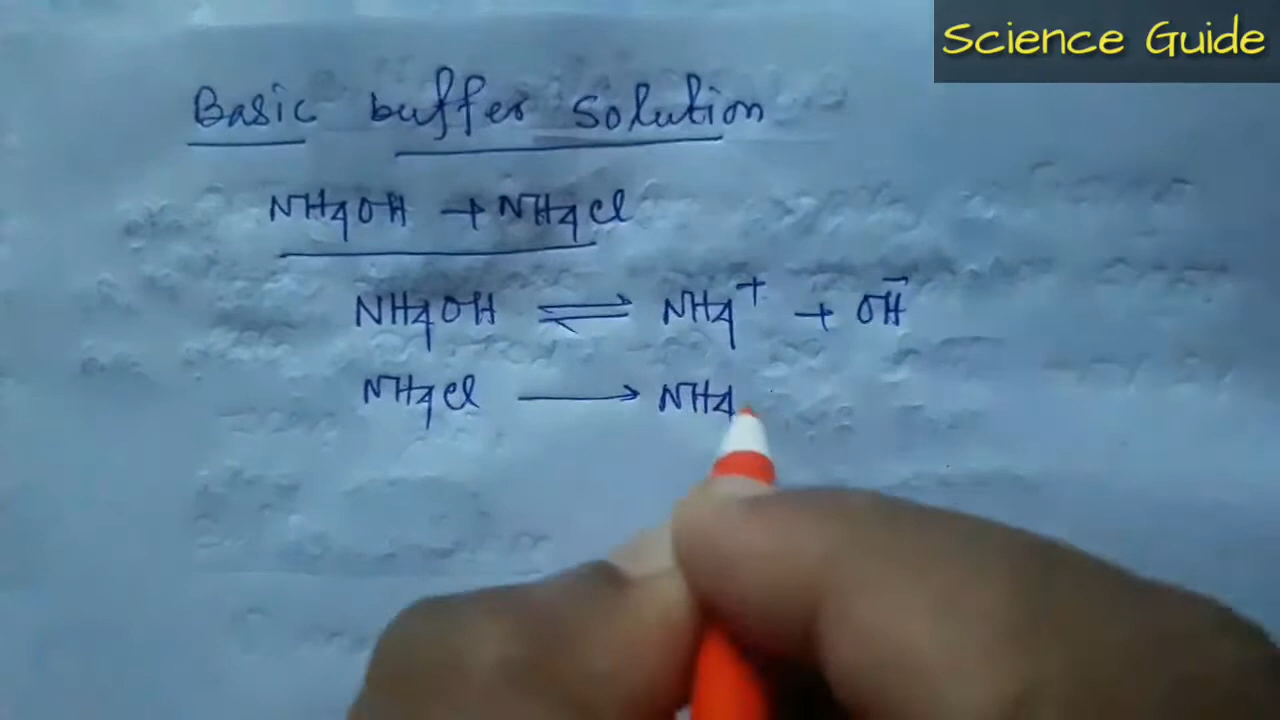 Science Guide
Basic buffer solution
NH4OH + NH4Cl
NH4OH ⇌ NH4+ + OH-
NH4Cl ⟶ NH4